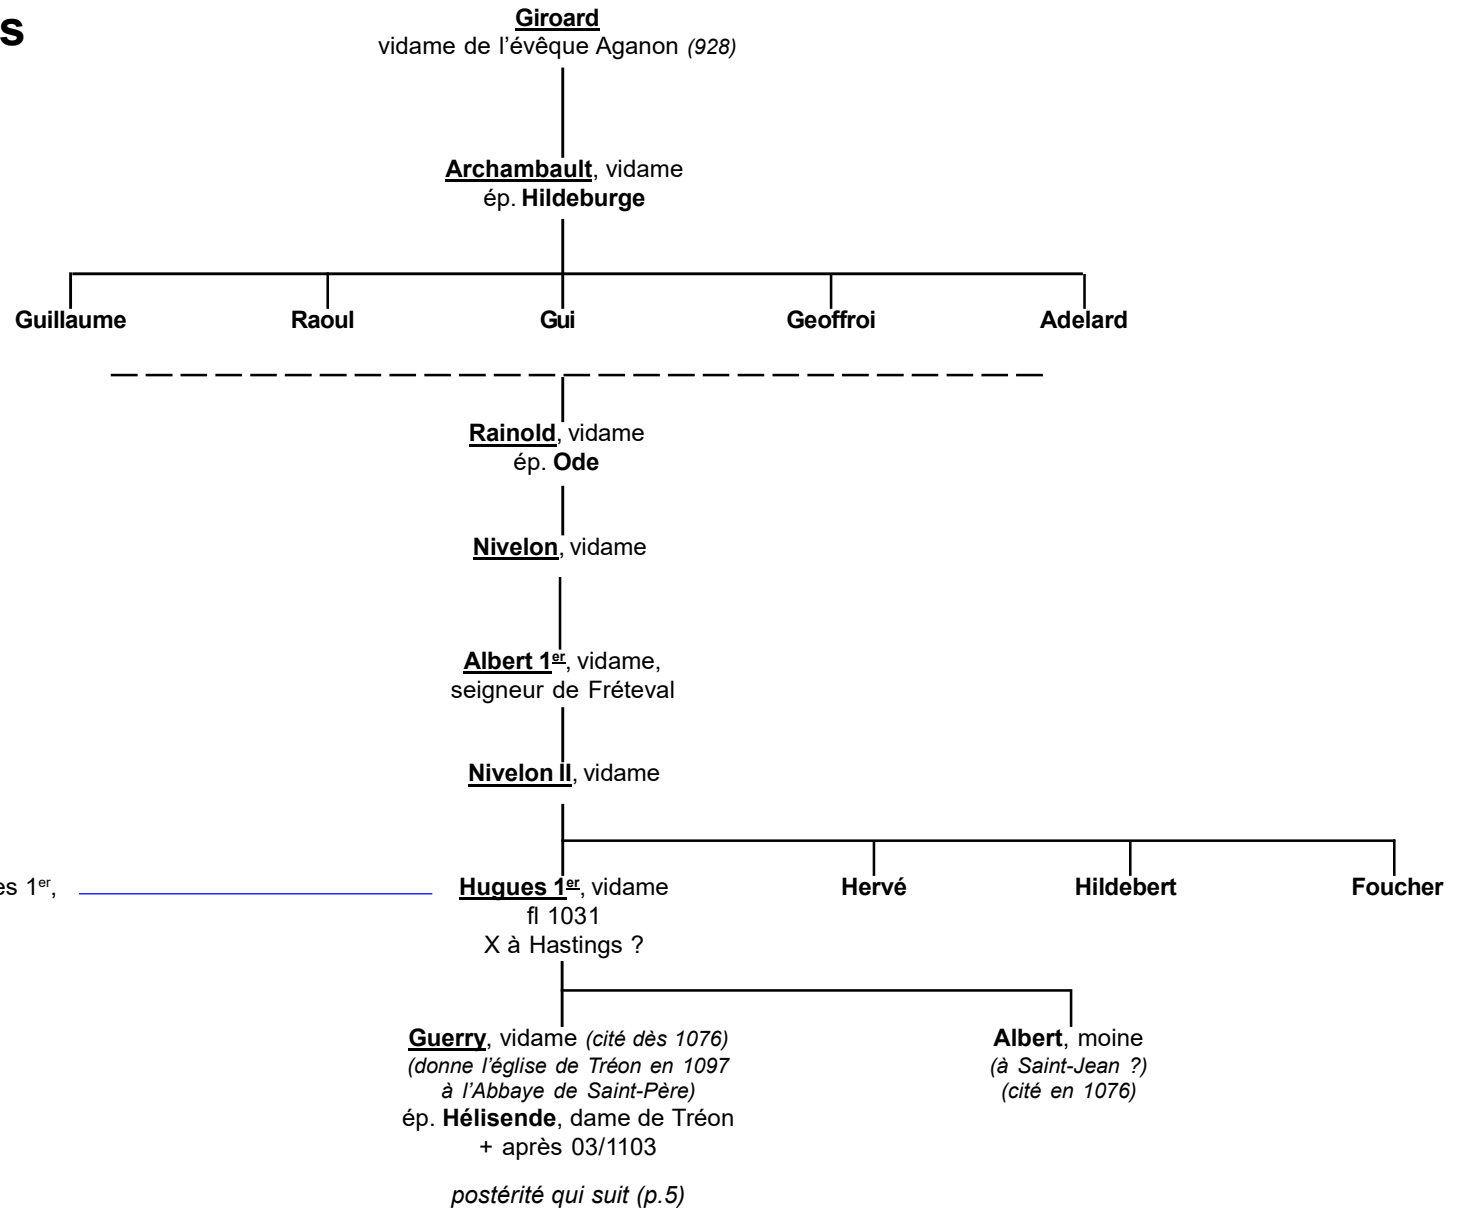 s
Giroard
vidame de l'évêque Aganon (928)
Archambault, vidame
ép. Hildeburge
Guillaume Raoul Gui Geoffroi Adelard
Rainold, vidame
ép. Ode
Nivelon, vidame
Albert 1er, vidame,
seigneur de Fréteval
Nivelon II, vidame
es 1er, Hugues 1er, vidame Hervé Hildebert Foucher
fl 1031
X à Hastings ?
Guerry, vidame (cité dès 1076)
(donne l'église de Tréon en 1097
à l'Abbaye de Saint-Père)
ép. Hélisende, dame de Tréon
+ après 03/1103
postérité qui suit (p.5)
Albert, moine
(à Saint-Jean ?)
(cité en 1076)